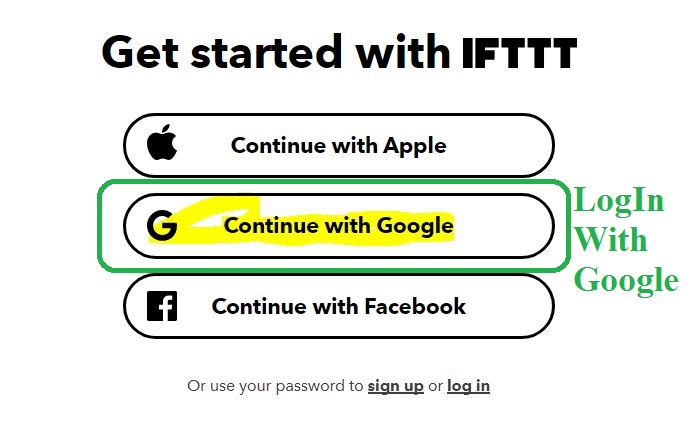 Get started with IFTTT
Continue with Apple
Continue with Google
LogIn
With
Google
Continue with Facebook
Or use your password to sign up or log in